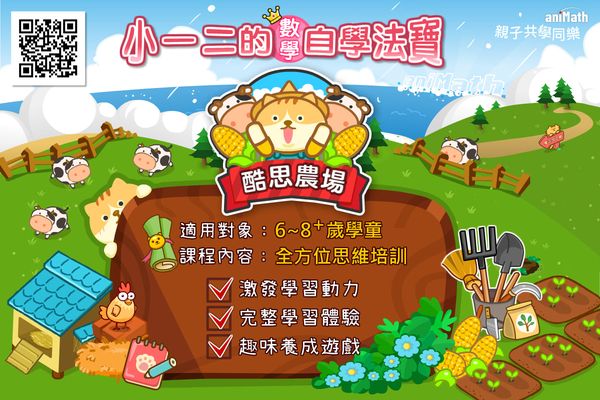 aniMath
小一二的數學自學法寶
親子共學同樂
aniMath
酷思農場
適用對象：6~8⁺歲學童
課程內容：全方位思維培訓
激發學習動力
完整學習體驗
趣味養成遊戲